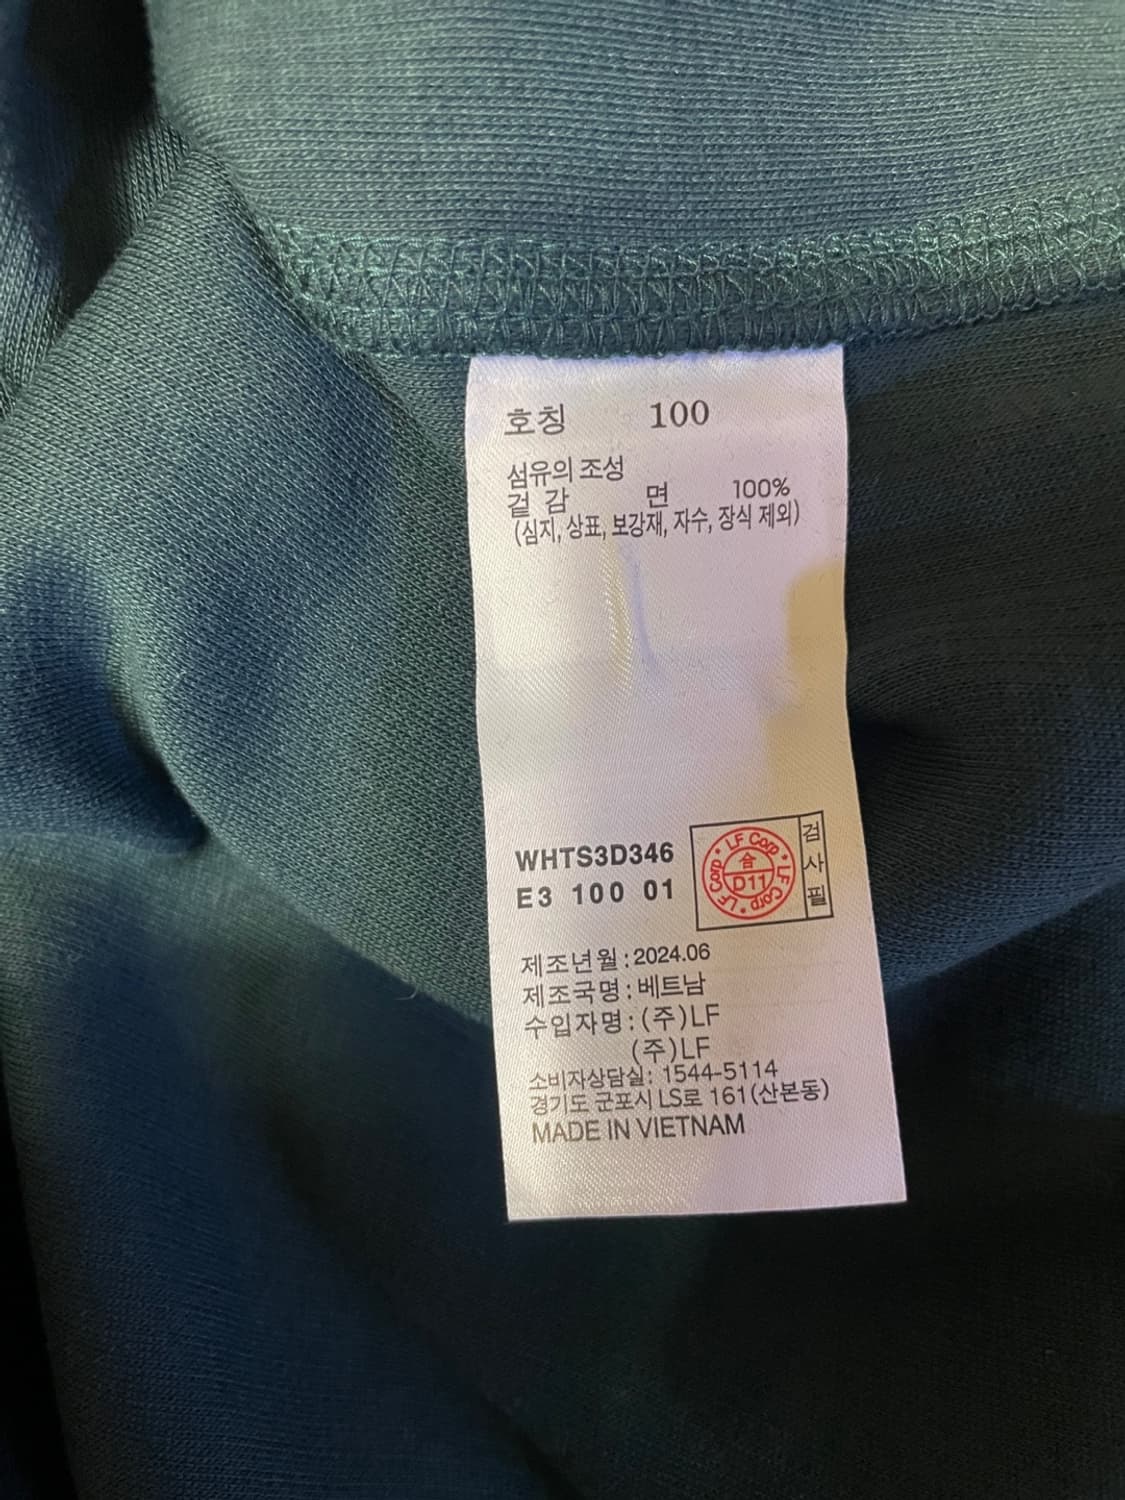 호칭 100
섬유의 조성
겉 감 면 100%
(심지, 상표, 보강재, 자수, 장식 제외)
WHTS3D346
E3 100 01
LF Corp • LF Corp • LF Corp •
合
D11
검사필
제조년월 : 2024.06
제조국명 : 베트남
수입자명 : (주)LF
(주)LF
소비자상담실: 1544-5114
경기도 군포시 LS로 161(산본동)
MADE IN VIETNAM